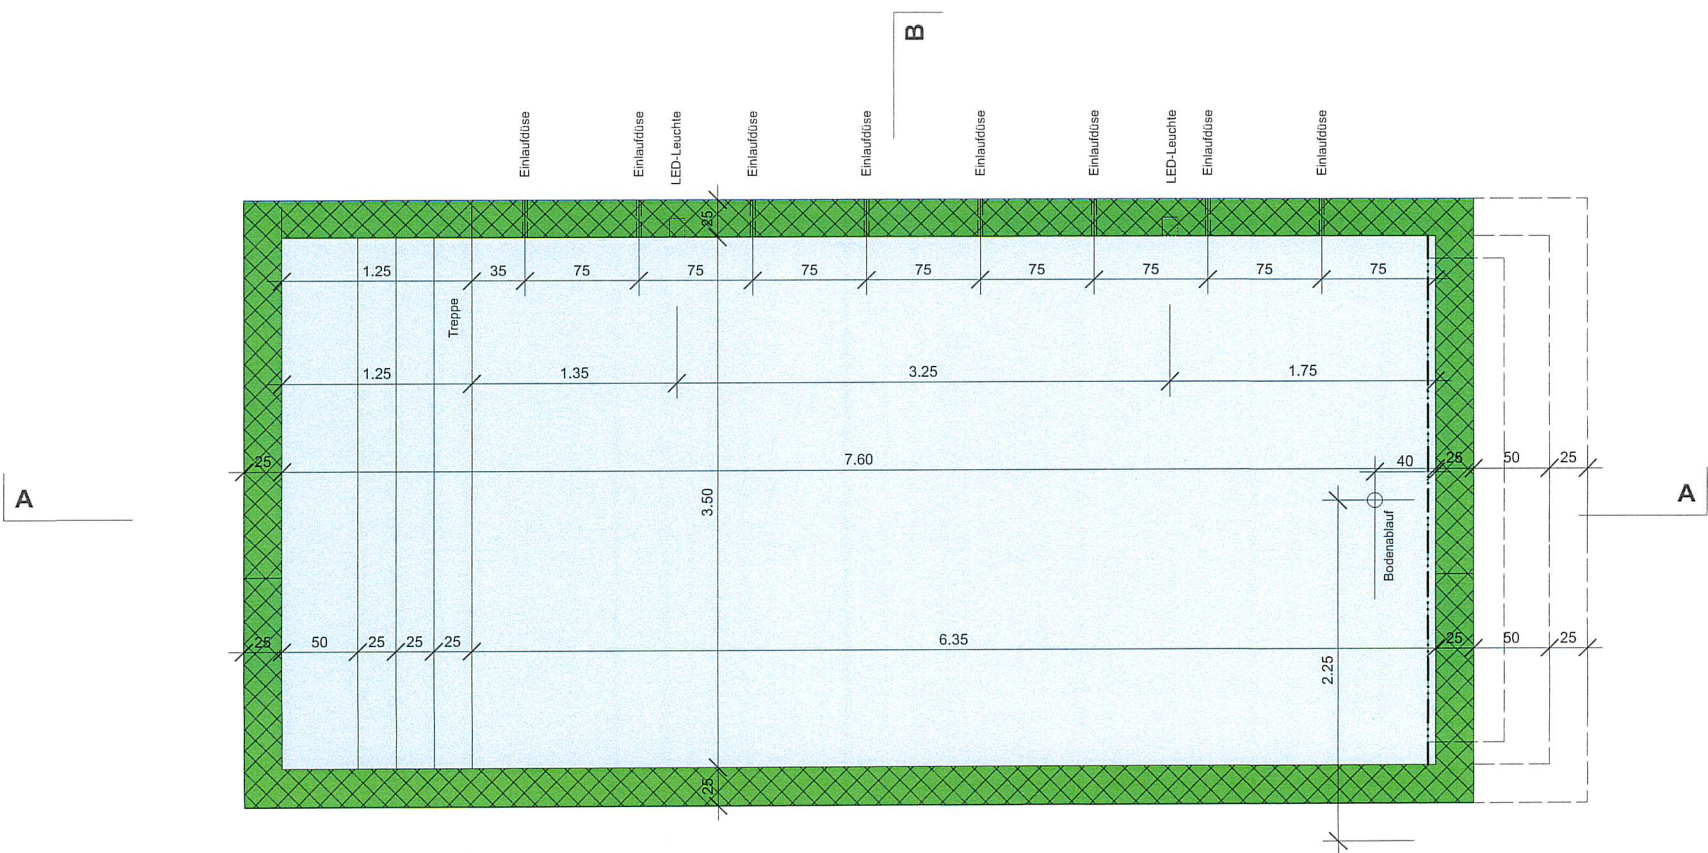 B
Einlaufdüse
Einlaufdüse
LED-Leuchte
Einlaufdüse
Einlaufdüse
Einlaufdüse
Einlaufdüse
LED-Leuchte
Einlaufdüse
Einlaufdüse
25
1.25 35 75 75 75 75 75 75 75 75
Treppe
1.25 1.35 3.25 1.75
25 7.60 40 25 50 25
A
3.50
A
Bodenablauf
25 50 25 25 25 6.35 25 50 25
2.25
25